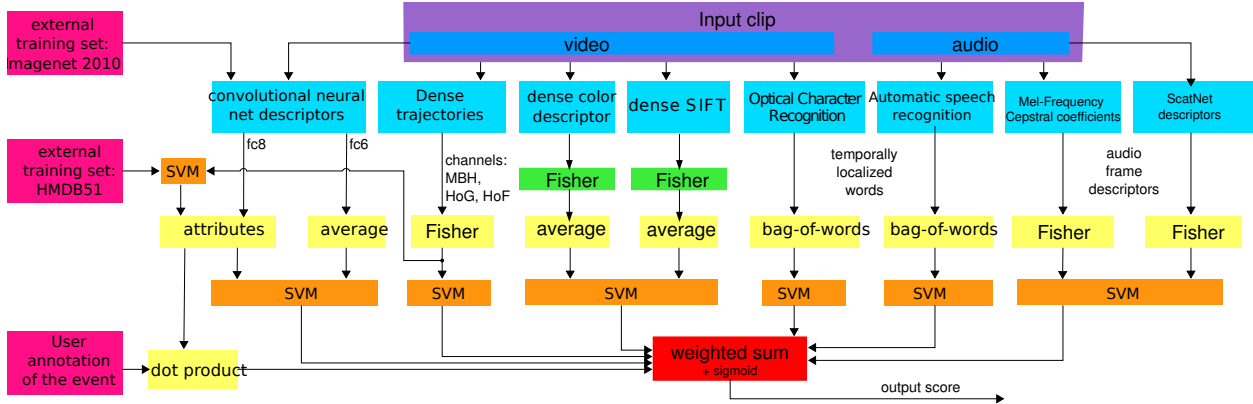 Input clip
video
audio
external
training set:
Imagenet 2010
convolutional neural
net descriptors
Dense
trajectories
dense color
descriptor
dense SIFT
Optical Character
Recognition
Automatic speech
recognition
Mel-Frequency
Cepstral coefficients
ScatNet
descriptors
fc8
fc6
external
training set:
HMDB51
SVM
channels:
MBH,
HoG, HoF
Fisher
Fisher
temporally
localized
words
audio
frame
descriptors
attributes
average
Fisher
average
average
bag-of-words
bag-of-words
Fisher
Fisher
SVM
SVM
SVM
SVM
SVM
SVM
User
annotation
of the event
dot product
weighted sum
+ sigmoid
output score